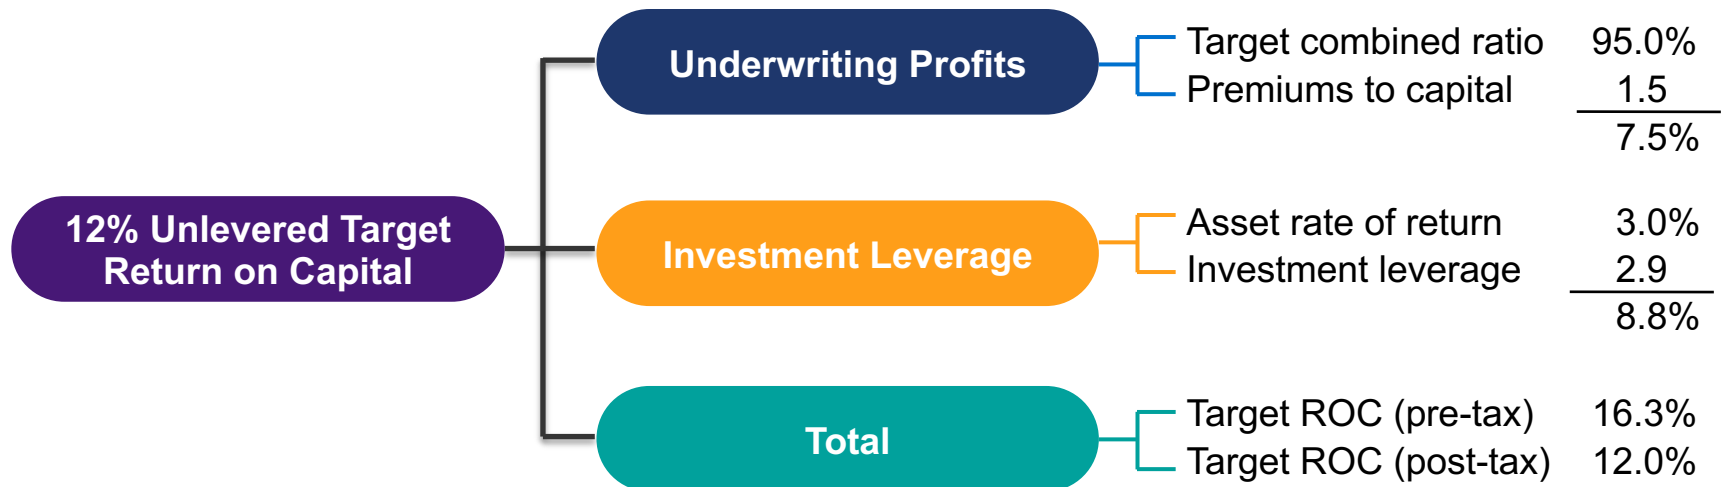 12% Unlevered Target
Return on Capital
Underwriting Profits
Target combined ratio 95.0%
Premiums to capital 1.5
7.5%
Investment Leverage
Asset rate of return 3.0%
Investment leverage 2.9
8.8%
Total
Target ROC (pre-tax) 16.3%
Target ROC (post-tax) 12.0%